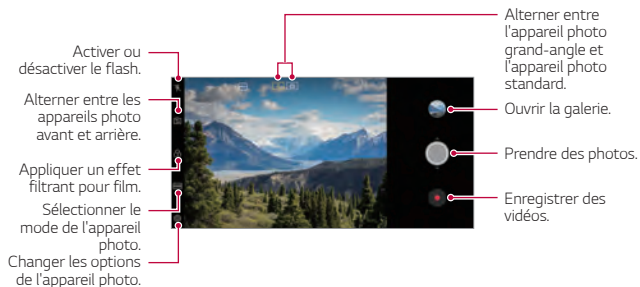 Activer ou
désactiver le flash.
Alterner entre les
appareils photo
avant et arrière.
Appliquer un effet
filtrant pour film.
Sélectionner le
mode de l'appareil
photo.
Changer les options
de l'appareil photo.
Alterner entre
l'appareil photo
grand-angle et
l'appareil photo
standard.
Ouvrir la galerie.
Prendre des photos.
Enregistrer des
vidéos.